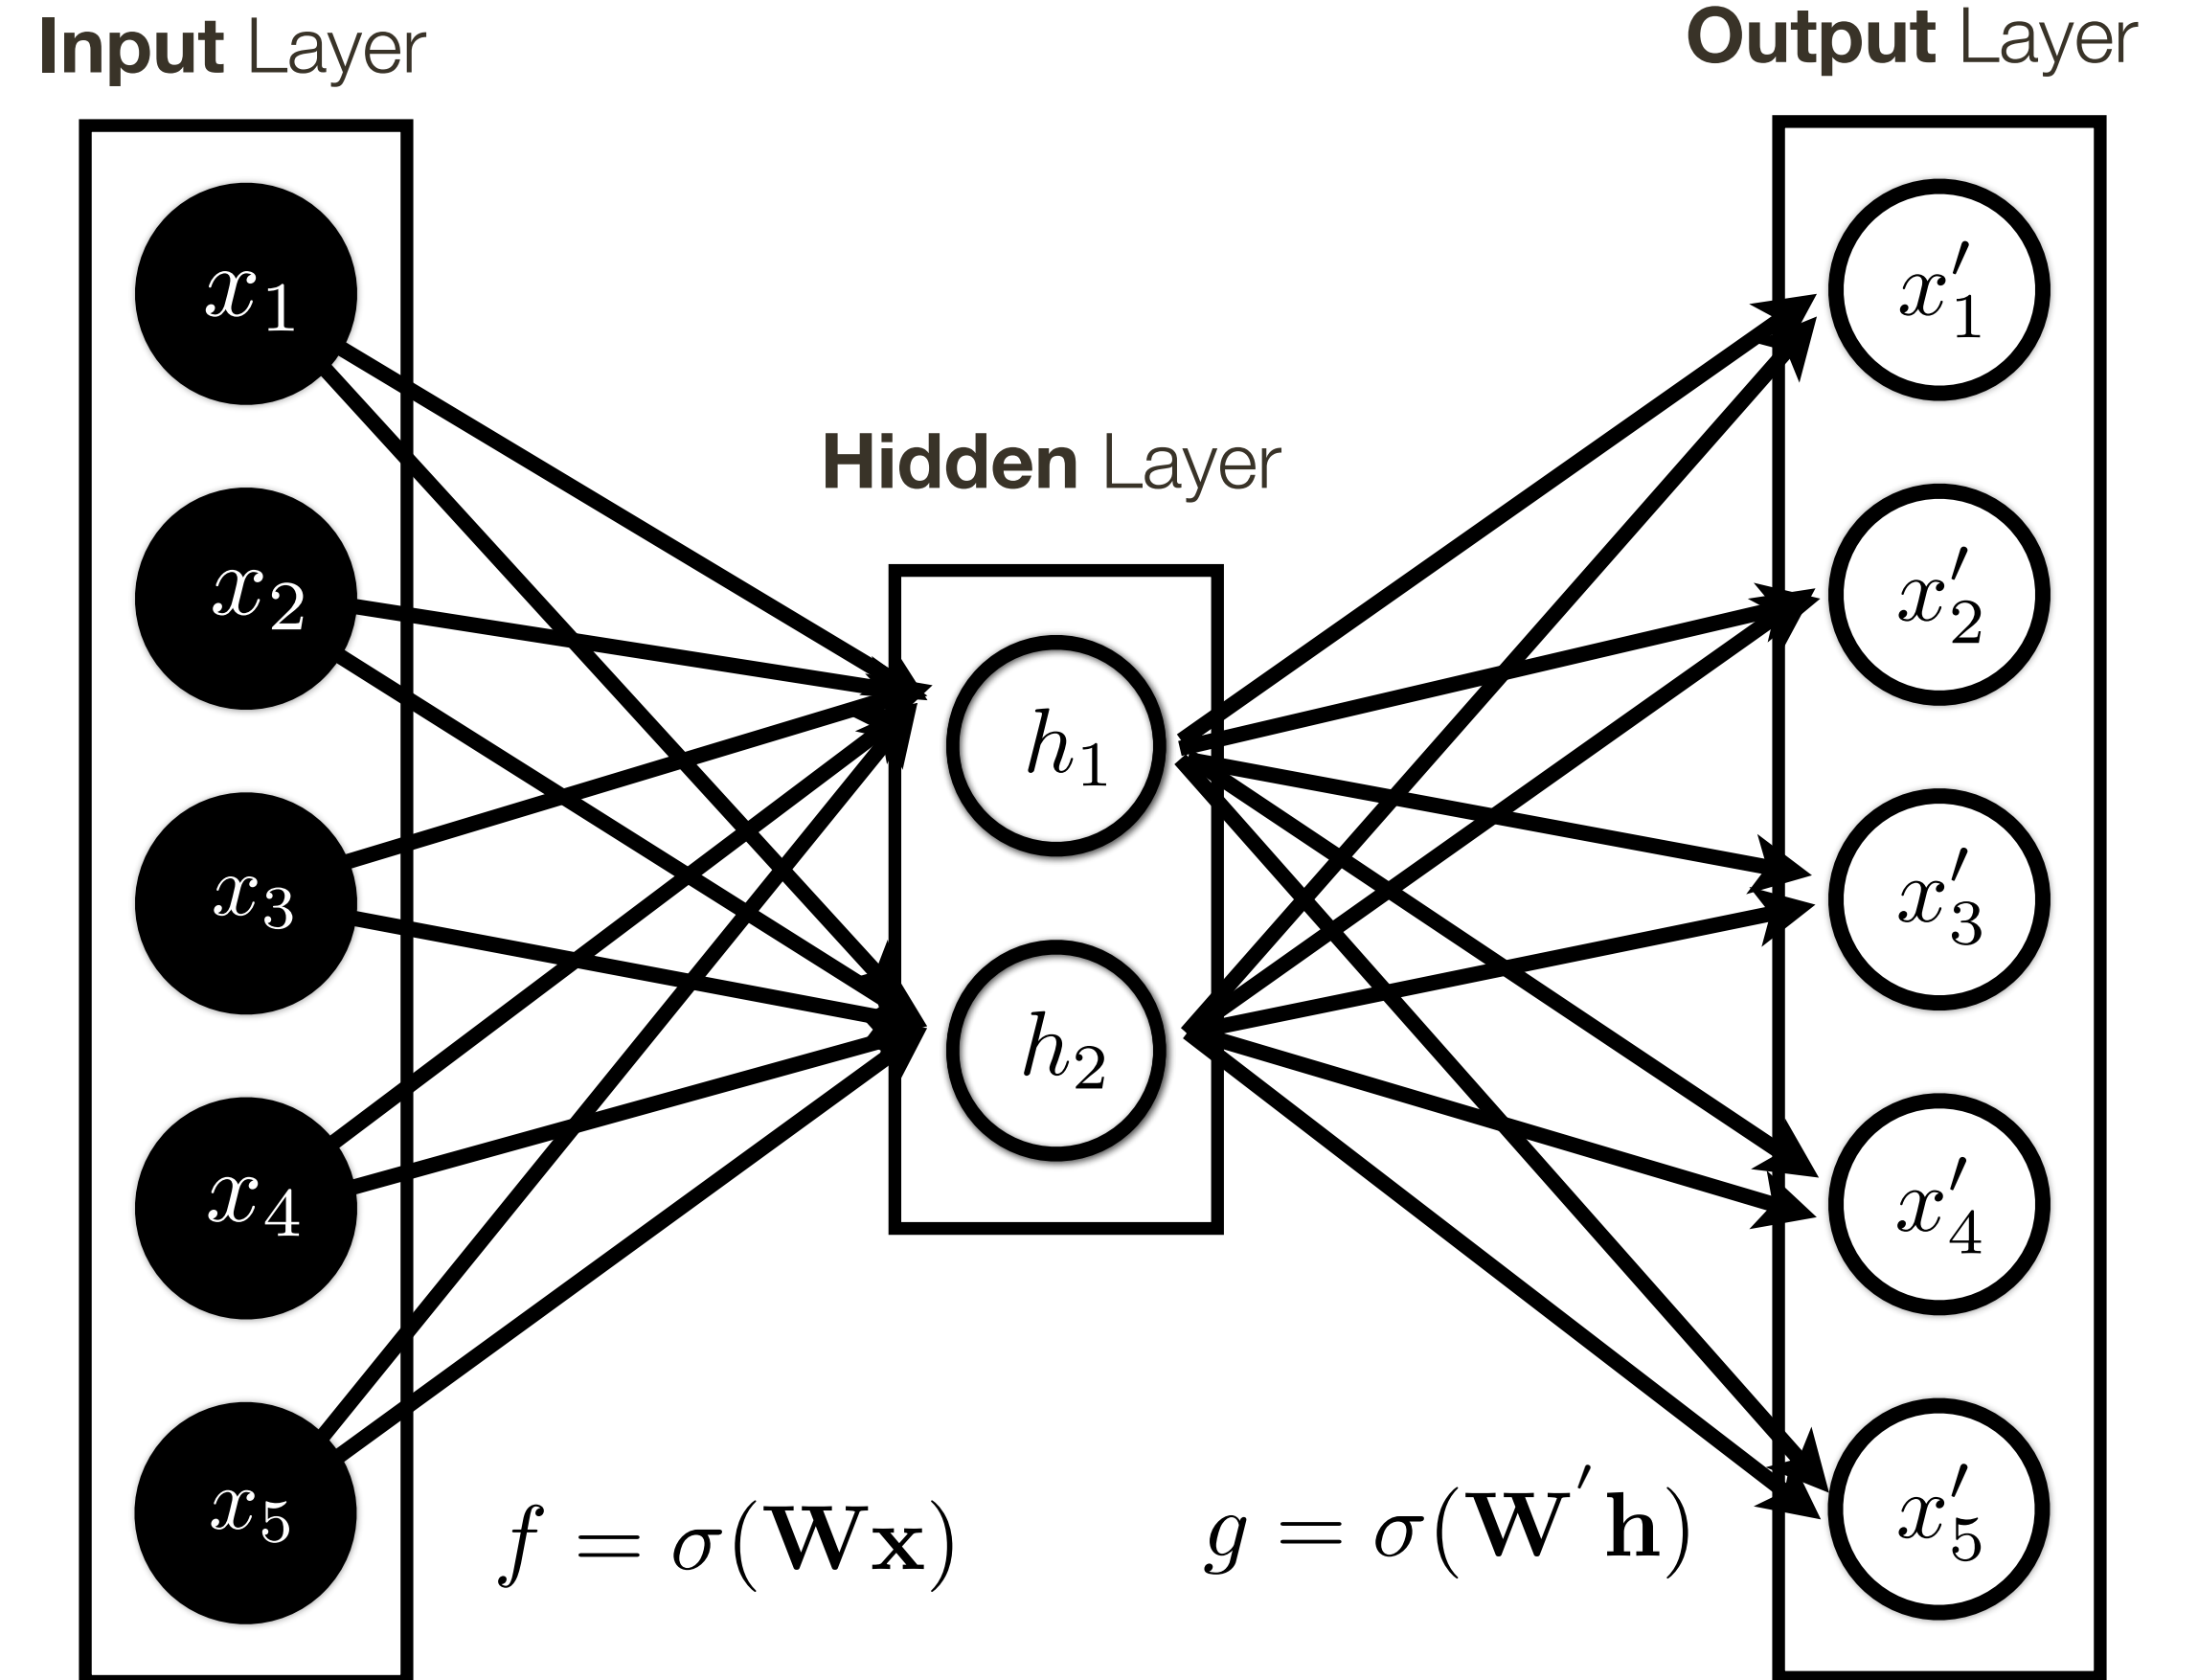 Input Layer
Output Layer
Hidden Layer
x₁
x₂
x₃
x₄
x₅
h₁
h₂
x′₁
x′₂
x′₃
x′₄
x′₅
f = σ(Wx)
g = σ(W′h)